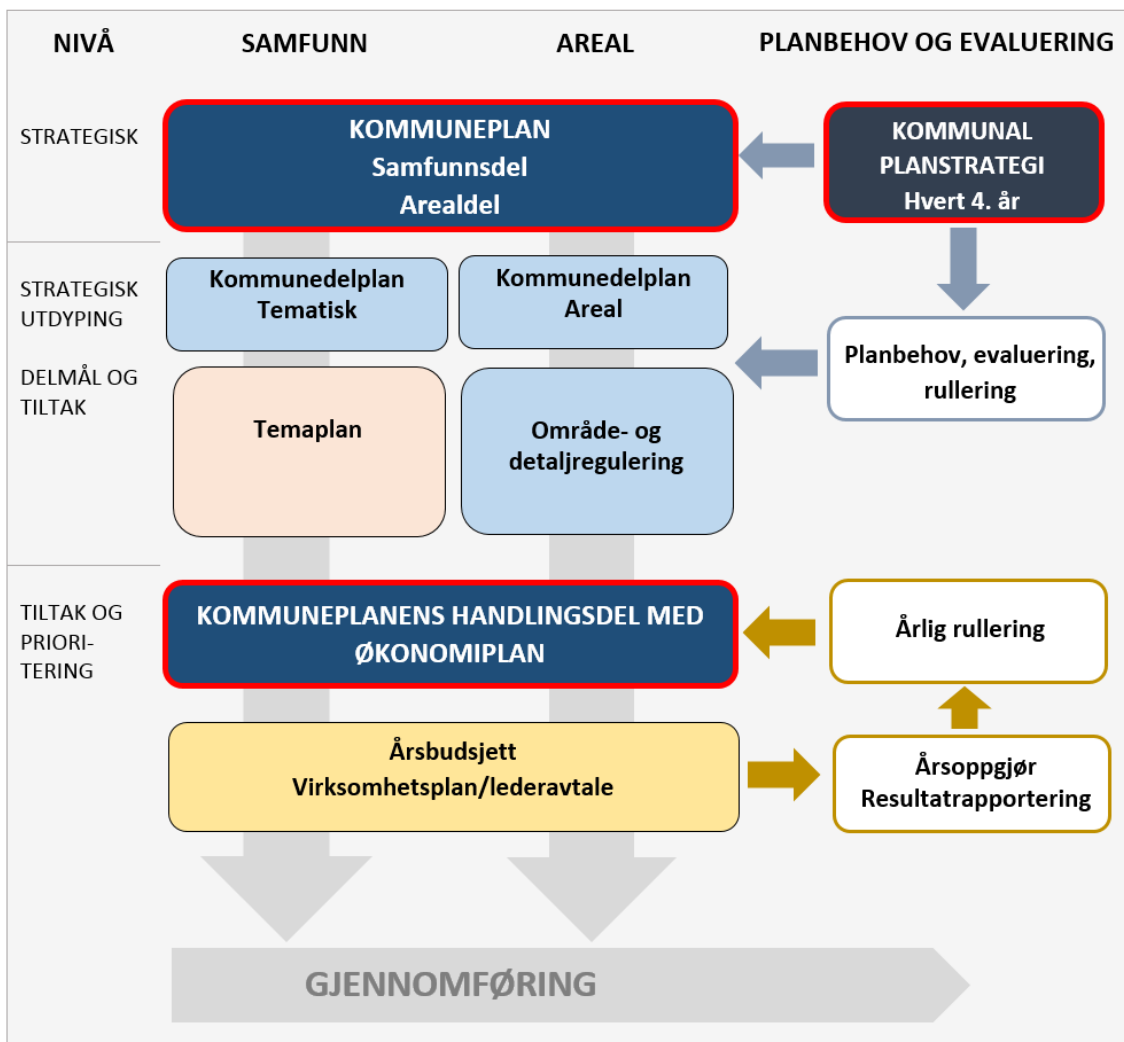 NIVÅ
SAMFUNN
AREAL
PLANBEHOV OG EVALUERING
STRATEGISK
KOMMUNEPLAN
Samfunnsdel
Arealdel
KOMMUNAL
PLANSTRATEGI
Hvert 4. år
STRATEGISK
UTDYPING
Kommunedelplan
Tematisk
Kommunedelplan
Areal
Planbehov, evaluering,
rullering
DELMÅL OG
TILTAK
Temaplan
Område- og
detaljregulering
TILTAK OG
PRIORI-
TERING
KOMMUNEPLANENS HANDLINGSDEL MED
ØKONOMIPLAN
Årlig rullering
Årsbudsjett
Virksomhetsplan/lederavtale
Årsoppgjør
Resultatrapportering
GJENNOMFØRING